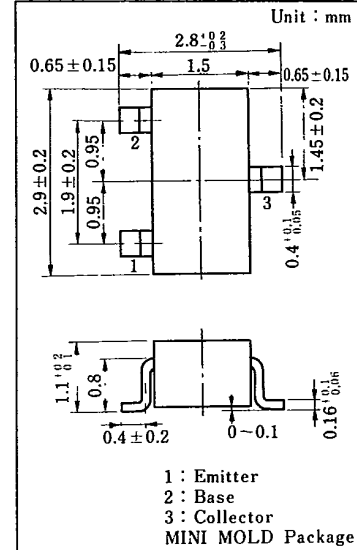 Unit : mm
2.8 +0.2 -0.3
0.65 ± 0.15
1.5
0.65 ± 0.15
2.9 ± 0.2
1.9 ± 0.2
0.95
0.95
2
1
3
1.45 ± 0.2
0.4 +0.1 -0.05
1.1 +0.2 -0.1
0.8
0.4 ± 0.2
0~0.1
0.16 +0.1 -0.06
1 : Emitter
2 : Base
3 : Collector
MINI MOLD Package